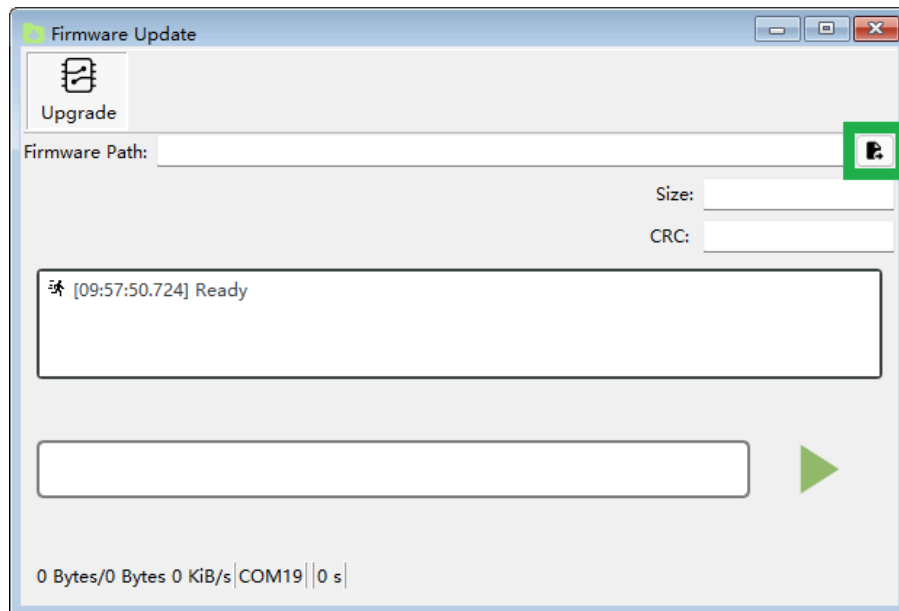 Firmware Update
Upgrade
Firmware Path:
Size:
CRC:
[09:57:50.724] Ready
0 Bytes/0 Bytes 0 KiB/s COM19 0 s